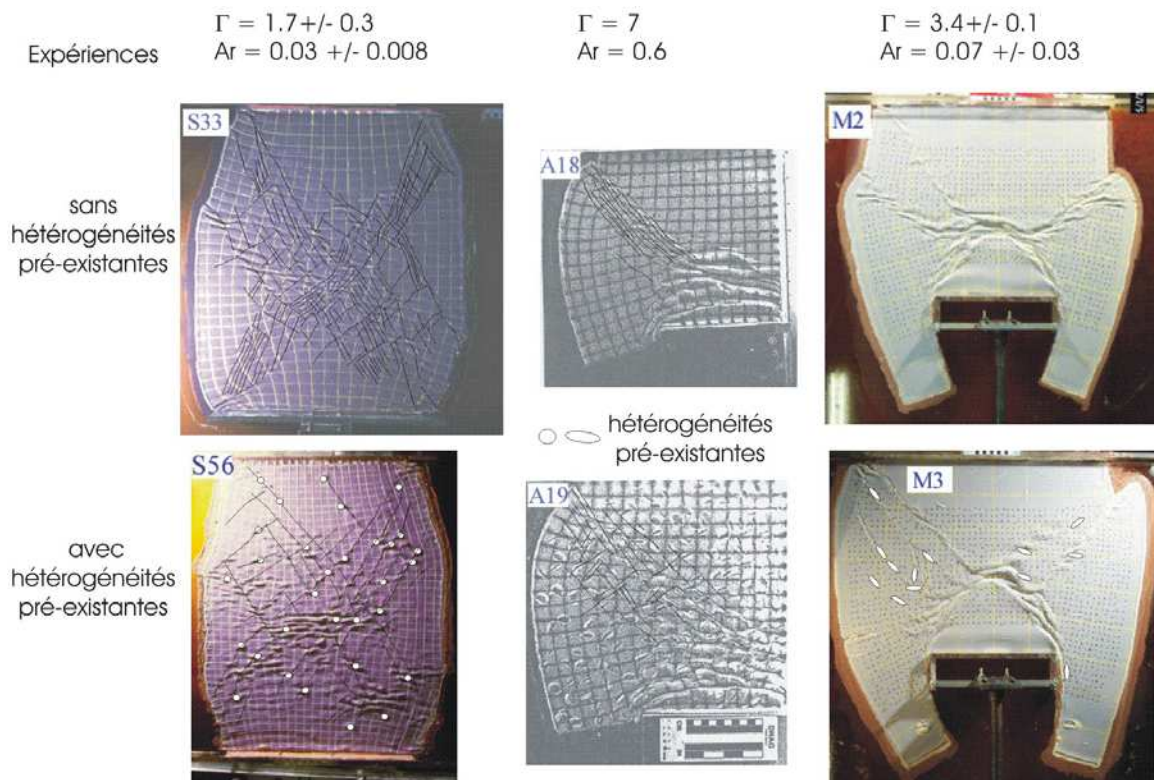 Γ = 1.7+/- 0.3
Γ = 7
Γ = 3.4+/- 0.1
Expériences
Ar = 0.03 +/- 0.008
Ar = 0.6
Ar = 0.07 +/- 0.03
S33
A18
M2
sans
hétérogénéités
pré-existantes
hétérogénéités
pré-existantes
S56
A19
M3
avec
hétérogénéités
pré-existantes